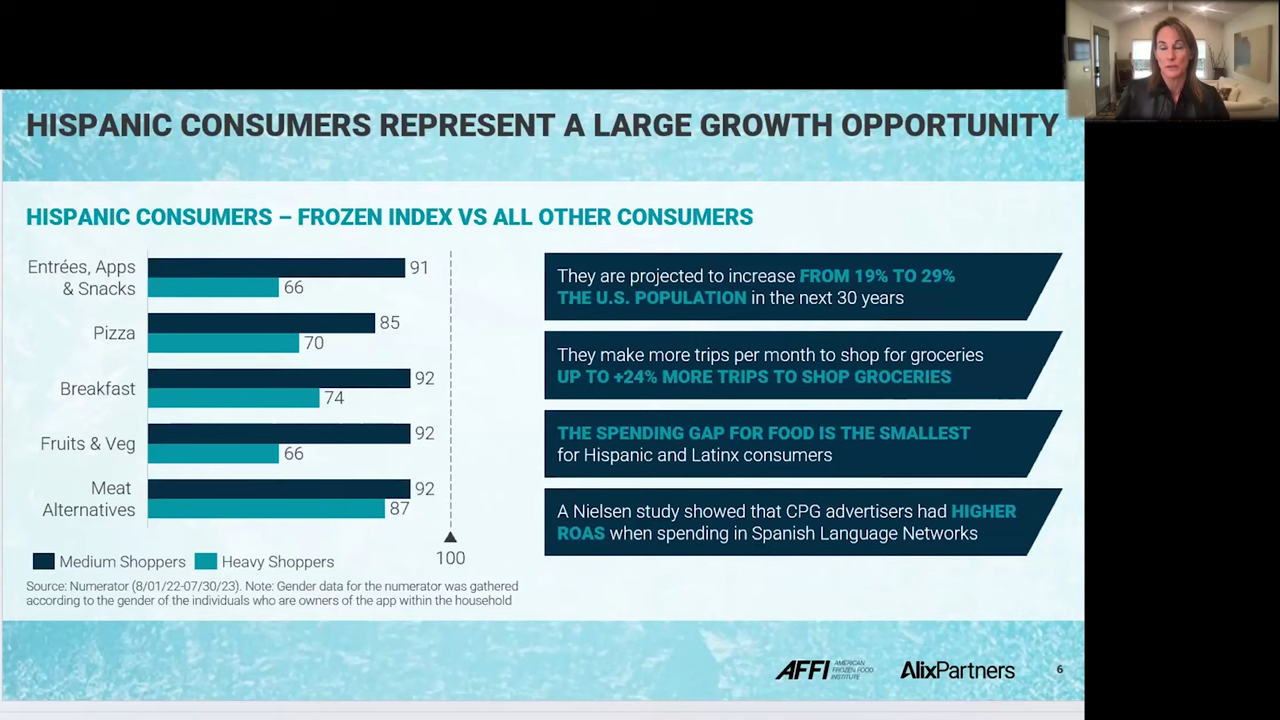 HISPANIC CONSUMERS REPRESENT A LARGE GROWTH OPPORTUNITY
HISPANIC CONSUMERS – FROZEN INDEX VS ALL OTHER CONSUMERS
Entrées, Apps
& Snacks
91
66
Pizza
85
70
Breakfast
92
74
Fruits & Veg
92
66
Meat
Alternatives
92
87
100
Medium Shoppers
Heavy Shoppers
Source: Numerator (8/01/22-07/30/23). Note: Gender data for the numerator was gathered
according to the gender of the individuals who are owners of the app within the household
They are projected to increase FROM 19% TO 29%
THE U.S. POPULATION in the next 30 years
They make more trips per month to shop for groceries
UP TO +24% MORE TRIPS TO SHOP GROCERIES
THE SPENDING GAP FOR FOOD IS THE SMALLEST
for Hispanic and Latinx consumers
A Nielsen study showed that CPG advertisers had HIGHER
ROAS when spending in Spanish Language Networks
AFFI
AMERICAN
FROZEN FOOD
INSTITUTE
AlixPartners
6